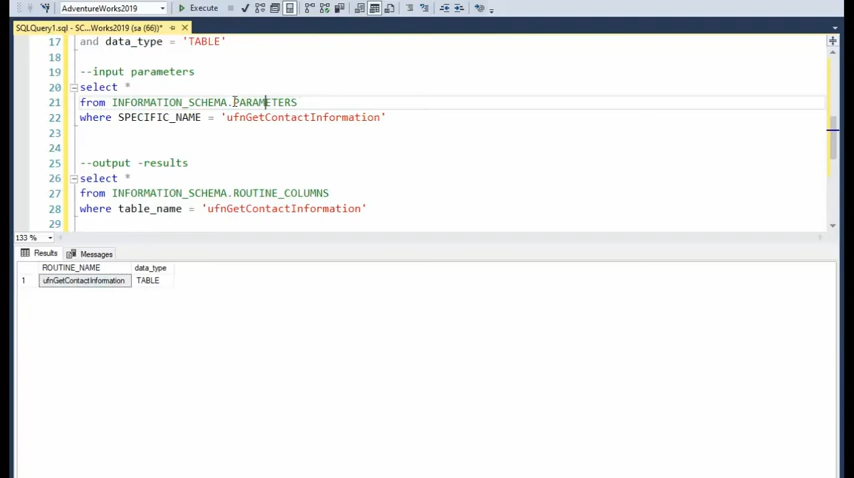 AdventureWorks2019
Execute
SQLQuery1.sql - SC...Works2019 (sa (66))*
17 and data_type = 'TABLE'
18
19 --input parameters
20 select *
21 from INFORMATION_SCHEMA.PARAMETERS
22 where SPECIFIC_NAME = 'ufnGetContactInformation'
23
24
25 --output -results
26 select *
27 from INFORMATION_SCHEMA.ROUTINE_COLUMNS
28 where table_name = 'ufnGetContactInformation'
29
133 %
Results Messages
ROUTINE_NAME data_type
1 ufnGetContactInformation TABLE